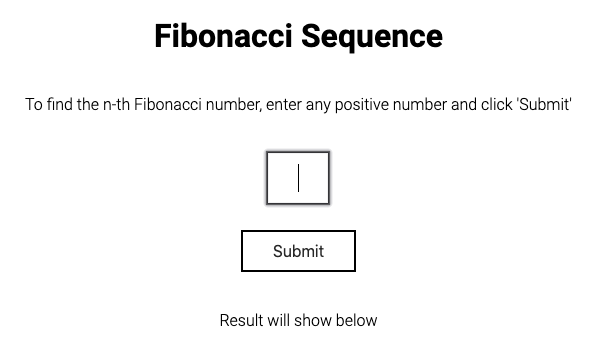 Fibonacci Sequence
To find the n-th Fibonacci number, enter any positive number and click 'Submit'
Submit
Result will show below